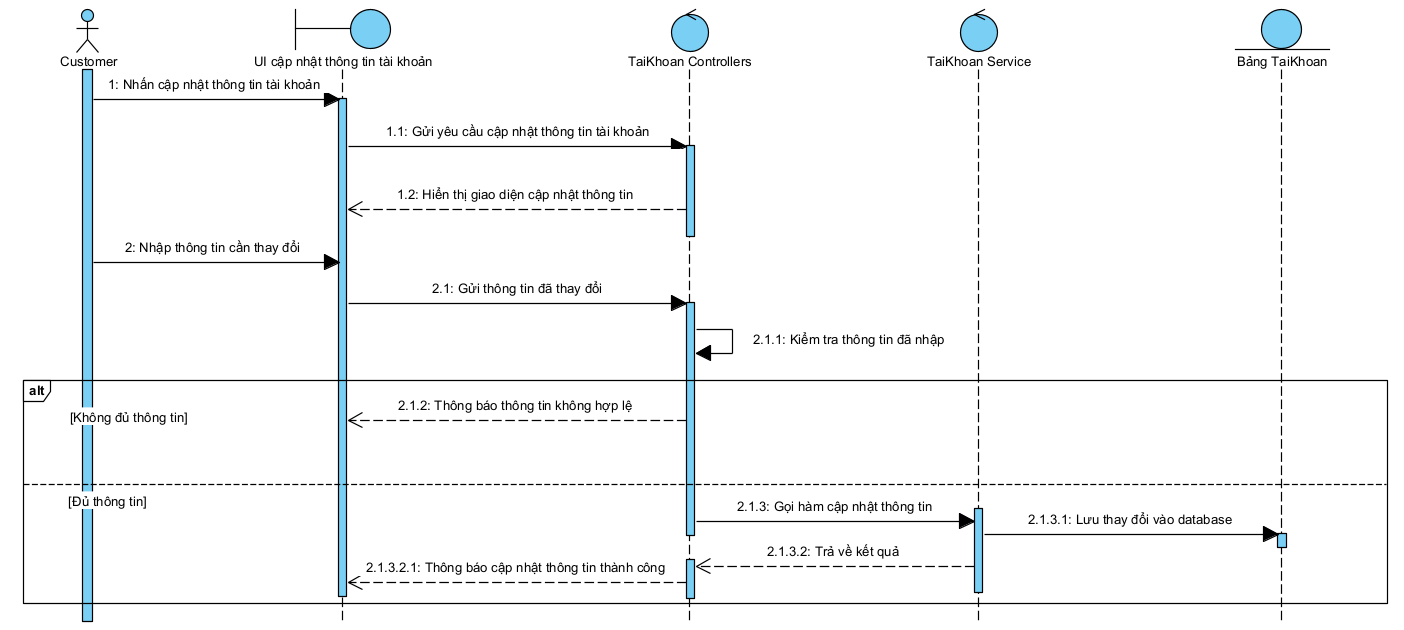 Customer
UI cập nhật thông tin tài khoản
TaiKhoan Controllers
TaiKhoan Service
Bảng TaiKhoan
1: Nhấn cập nhật thông tin tài khoản
1.1: Gửi yêu cầu cập nhật thông tin tài khoản
1.2: Hiển thị giao diện cập nhật thông tin
2: Nhập thông tin cần thay đổi
2.1: Gửi thông tin đã thay đổi
2.1.1: Kiểm tra thông tin đã nhập
alt
2.1.2: Thông báo thông tin không hợp lệ
[Không đủ thông tin]
[Đủ thông tin]
2.1.3: Gọi hàm cập nhật thông tin
2.1.3.1: Lưu thay đổi vào database
2.1.3.2: Trả về kết quả
2.1.3.2.1: Thông báo cập nhật thông tin thành công